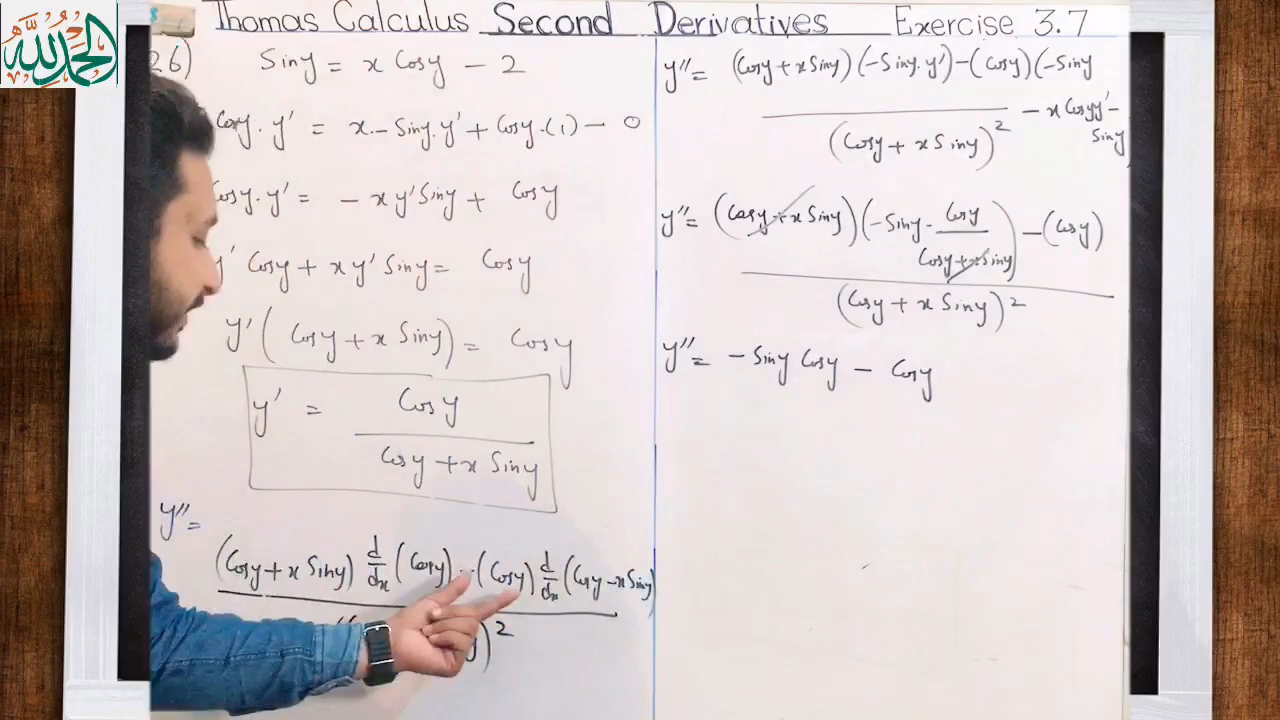 الحمدلله
Thomas Calculus Second Derivatives Exercise 3.7
26) Siny = x Cosy - 2
Cosy. y' = x. - Siny. y' + Cosy. (1) - 0
Cosy. y' = - x y' Siny + Cosy
y' Cosy + x y' Siny = Cosy
y' ( Cosy + x Siny) = Cosy
y' = Cosy
Cosy + x Siny
y'' =
(Cosy + x Siny) d/dx (Cosy) - (Cosy) d/dx (Cosy - x Siny)
y)²
y'' = (Cosy + x Siny) (-Siny. y') - (Cosy) (-Siny
- x Cosyy' -
Siny
(Cosy + x Siny)²
y'' = (Cosy + x Siny) (-Siny. Cosy) - (Cosy)
Cosy + x Siny
(Cosy + x Siny)²
y'' = - Siny Cosy - Cosy